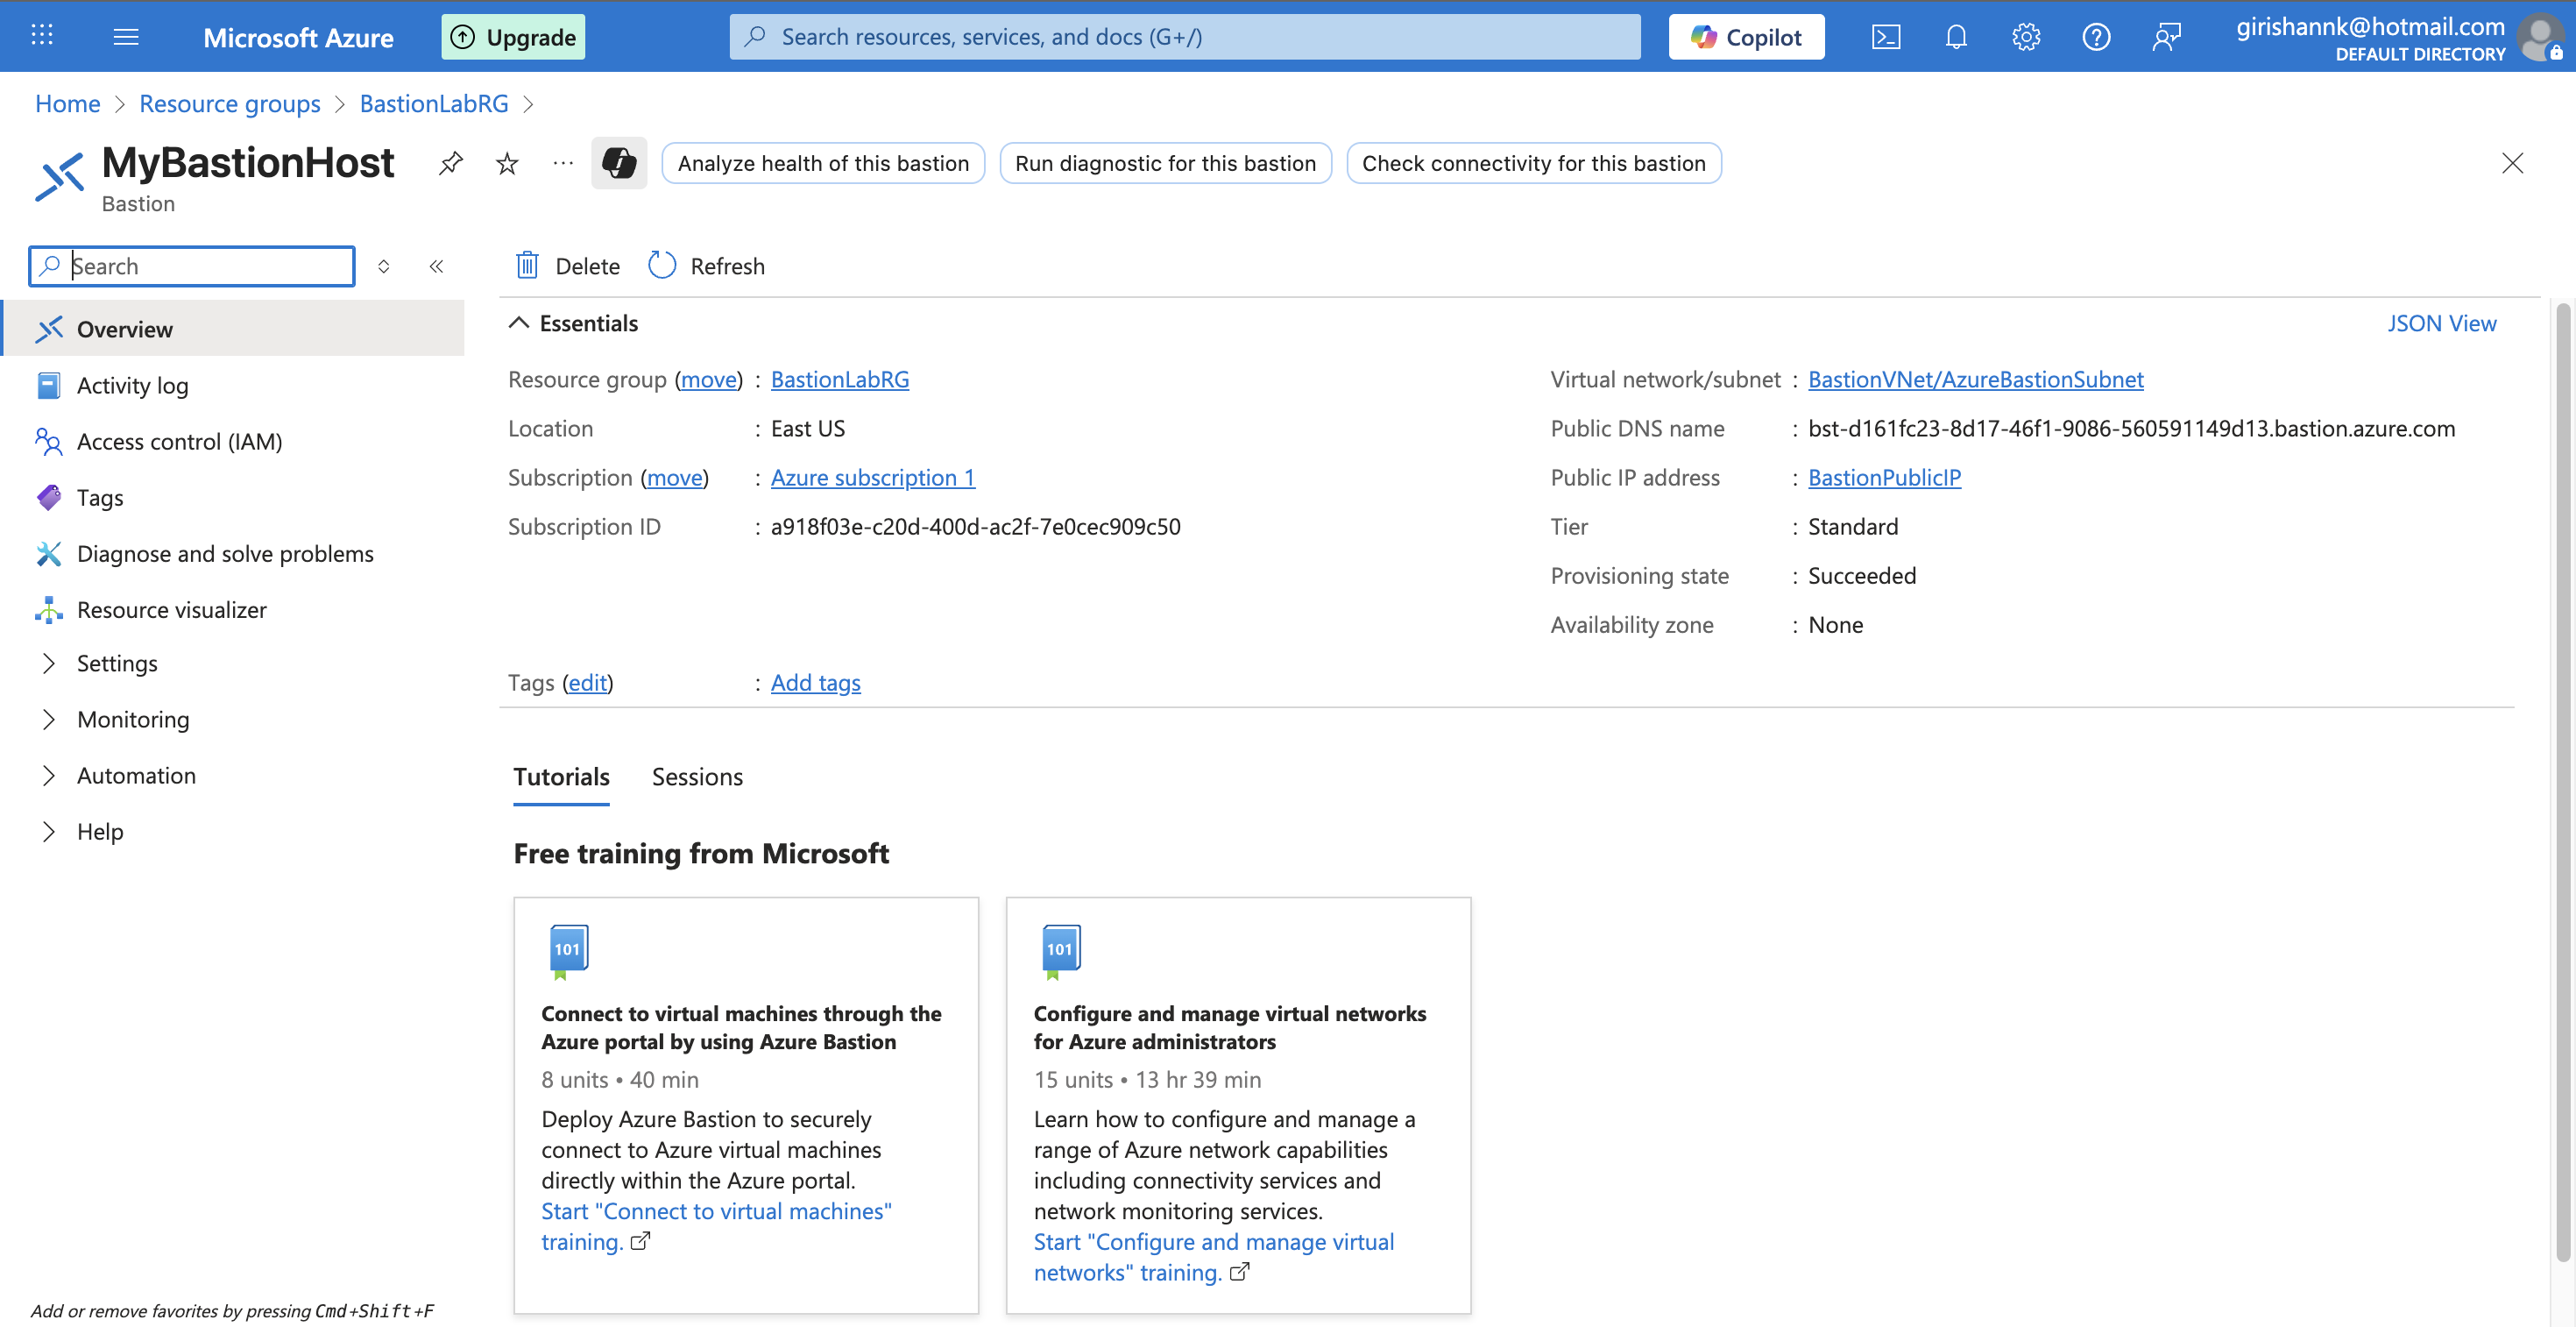 Microsoft Azure
Upgrade
Search resources, services, and docs (G+/)
Copilot
girishannk@hotmail.com
DEFAULT DIRECTORY
Home > Resource groups > BastionLabRG >
MyBastionHost
Bastion
Analyze health of this bastion
Run diagnostic for this bastion
Check connectivity for this bastion
Search
Overview
Activity log
Access control (IAM)
Tags
Diagnose and solve problems
Resource visualizer
Settings
Monitoring
Automation
Help
Add or remove favorites by pressing Cmd+Shift+F
Delete
Refresh
Essentials
JSON View
Resource group (move) : BastionLabRG
Location : East US
Subscription (move) : Azure subscription 1
Subscription ID : a918f03e-c20d-400d-ac2f-7e0cec909c50
Virtual network/subnet : BastionVNet/AzureBastionSubnet
Public DNS name : bst-d161fc23-8d17-46f1-9086-560591149d13.bastion.azure.com
Public IP address : BastionPublicIP
Tier : Standard
Provisioning state : Succeeded
Availability zone : None
Tags (edit) : Add tags
Tutorials
Sessions
Free training from Microsoft
101
Connect to virtual machines through the
Azure portal by using Azure Bastion
8 units • 40 min
Deploy Azure Bastion to securely
connect to Azure virtual machines
directly within the Azure portal.
Start "Connect to virtual machines"
training.
101
Configure and manage virtual networks
for Azure administrators
15 units • 13 hr 39 min
Learn how to configure and manage a
range of Azure network capabilities
including connectivity services and
network monitoring services.
Start "Configure and manage virtual
networks" training.